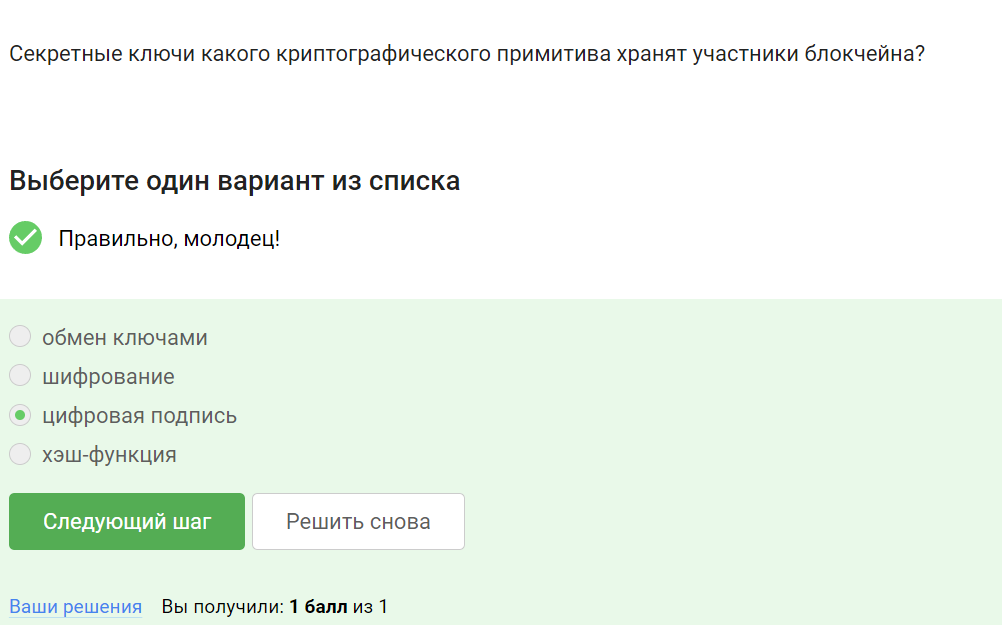 Секретные ключи какого криптографического примитива хранят участники блокчейна?
Выберите один вариант из списка
Правильно, молодец!
обмен ключами
шифрование
цифровая подпись
хэш-функция
Следующий шаг Решить снова
Ваши решения Вы получили: 1 балл из 1